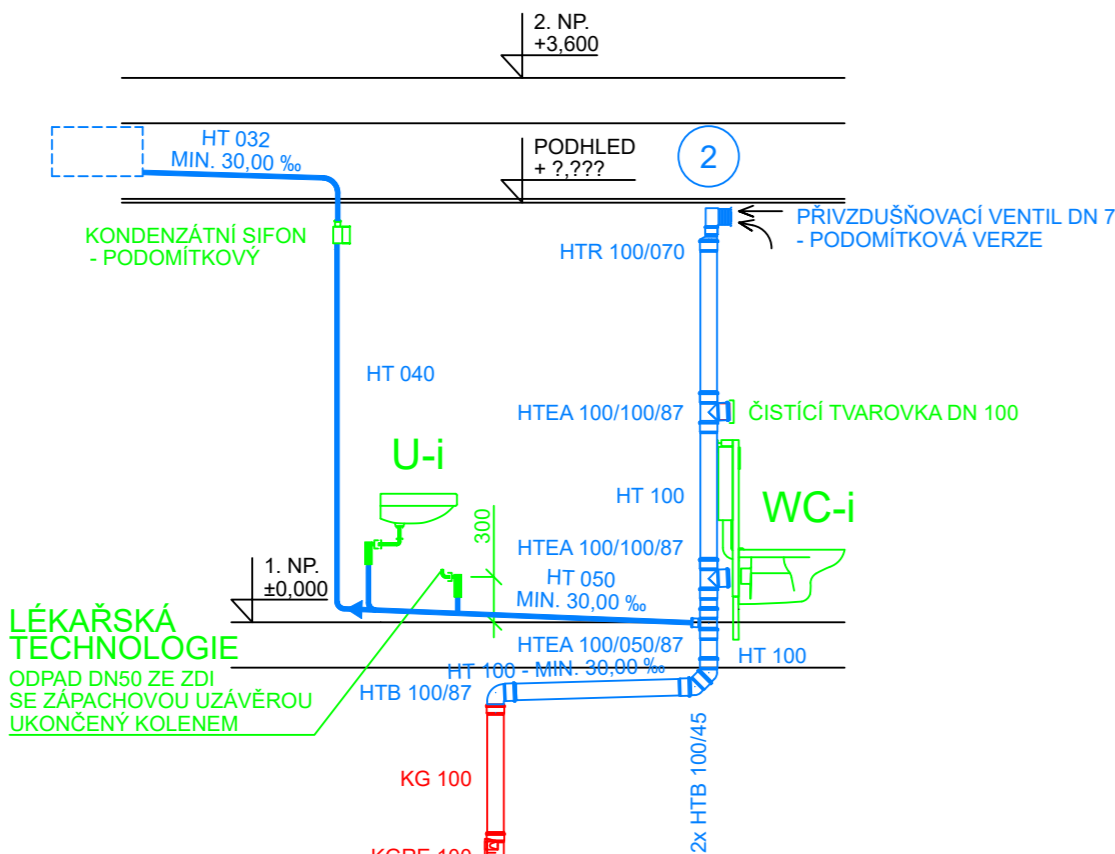 2. NP.
+3,600
HT 032
MIN. 30,00 ‰
PODHLED
+ ?,???
2
KONDENZÁTNÍ SIFON
- PODOMÍTKOVÝ
PŘIVZDUŠŇOVACÍ VENTIL DN 7
- PODOMÍTKOVÁ VERZE
HTR 100/070
HT 040
HTEA 100/100/87
ČISTÍCÍ TVAROVKA DN 100
U-i
HT 100
WC-i
300
HTEA 100/100/87
1. NP.
±0,000
HT 050
MIN. 30,00 ‰
LÉKAŘSKÁ
TECHNOLOGIE
ODPAD DN50 ZE ZDI
SE ZÁPACHOVOU UZÁVĚROU
UKONČENÝ KOLENEM
HTEA 100/050/87
HT 100
HT 100 - MIN. 30,00 ‰
HTB 100/87
2x HTB 100/45
KG 100